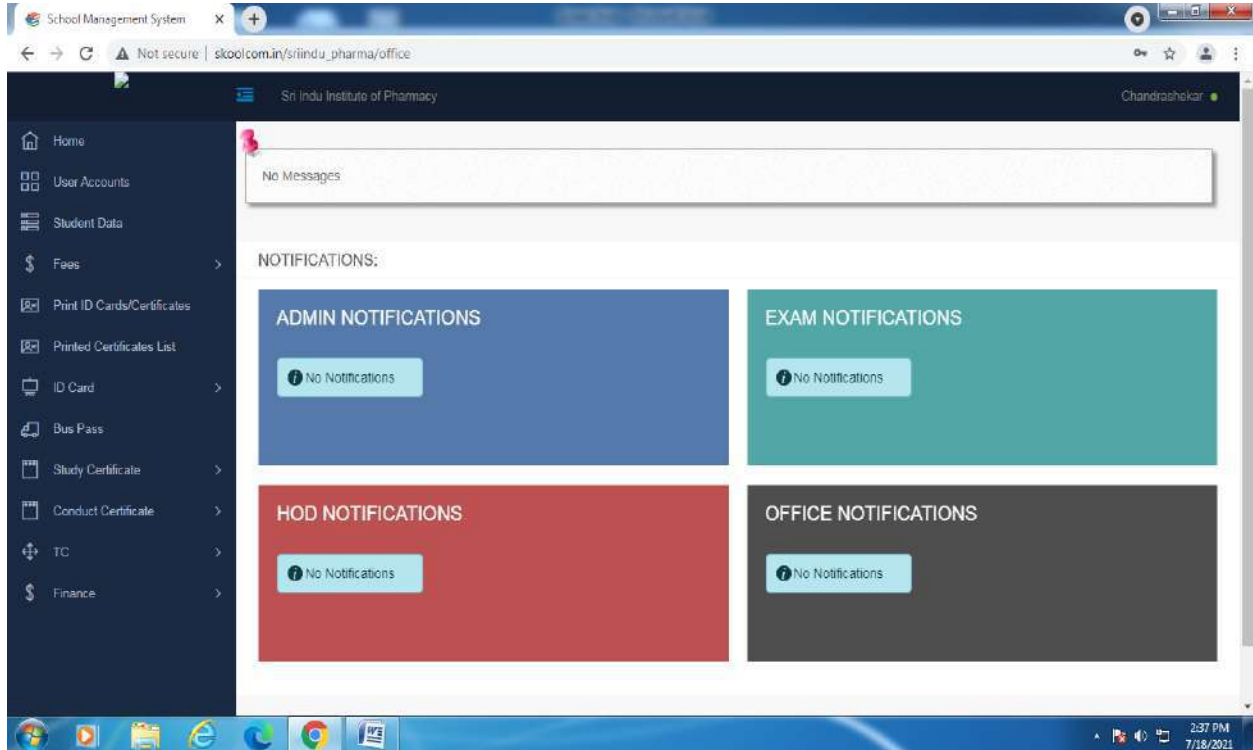 School Management System
Not secure | skoolcom.in/sriindu_pharma/office
Sri Indu Institute of Pharmacy
Chandrashekar
Home
User Accounts
Student Data
Fees
Print ID Cards/Certificates
Printed Certificates List
ID Card
Bus Pass
Study Certificate
Conduct Certificate
TC
Finance
No Messages
NOTIFICATIONS:
ADMIN NOTIFICATIONS
No Notifications
EXAM NOTIFICATIONS
No Notifications
HOD NOTIFICATIONS
No Notifications
OFFICE NOTIFICATIONS
No Notifications
2:37 PM
7/18/2021